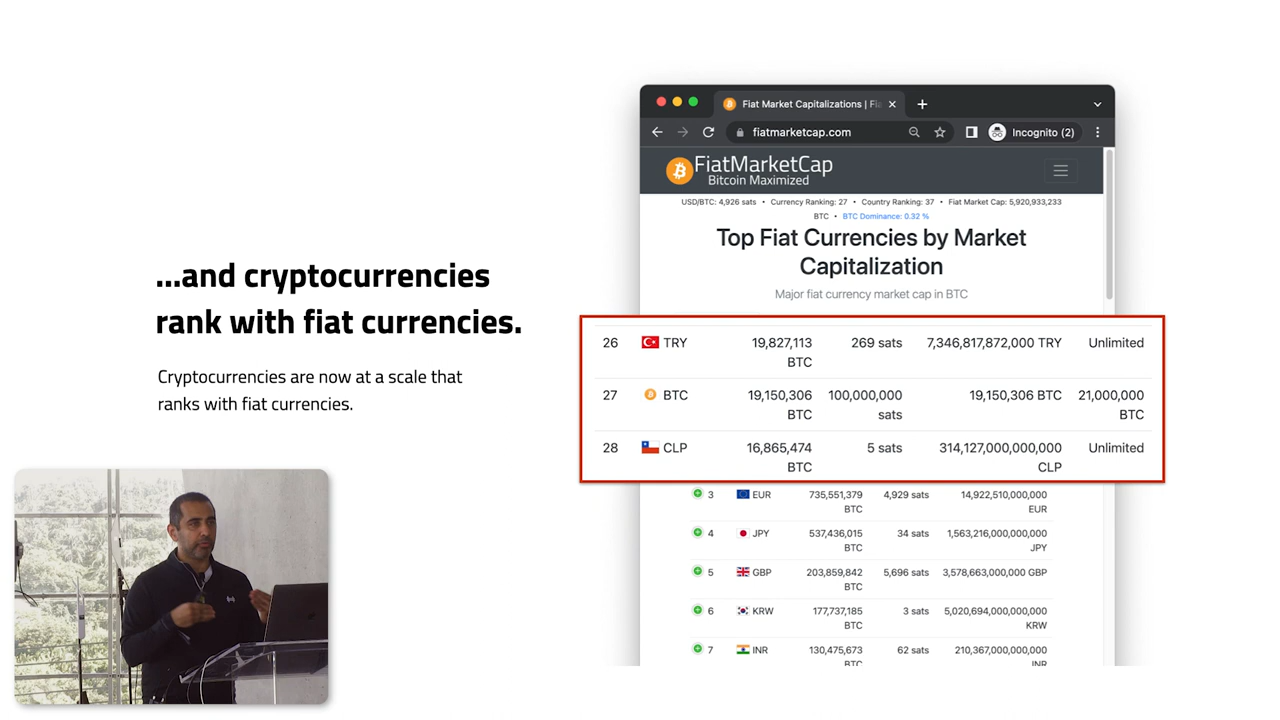 ...and cryptocurrencies
rank with fiat currencies.
Cryptocurrencies are now at a scale that
ranks with fiat currencies.
Fiat Market Capitalizations | Fia
fiatmarketcap.com
Incognito (2)
FiatMarketCap
Bitcoin Maximized
USD/BTC: 4,926 sats • Currency Ranking: 27 • Country Ranking: 37 • Fiat Market Cap: 5,920,933,233
BTC • BTC Dominance: 0.32 %
Top Fiat Currencies by Market
Capitalization
Major fiat currency market cap in BTC
26 TRY 19,827,113 269 sats 7,346,817,872,000 TRY Unlimited
BTC
27 BTC 19,150,306 100,000,000 19,150,306 BTC 21,000,000
BTC sats BTC
28 CLP 16,865,474 5 sats 314,127,000,000,000 Unlimited
BTC CLP
3 EUR 735,551,379 4,929 sats 14,922,510,000,000
BTC EUR
4 JPY 537,436,015 34 sats 1,563,216,000,000,000
BTC JPY
5 GBP 203,859,842 5,696 sats 3,578,663,000,000 GBP
BTC
6 KRW 177,737,185 3 sats 5,020,694,000,000,000
BTC KRW
7 INR 130,475,673 62 sats 210,367,000,000,000
BTC INR